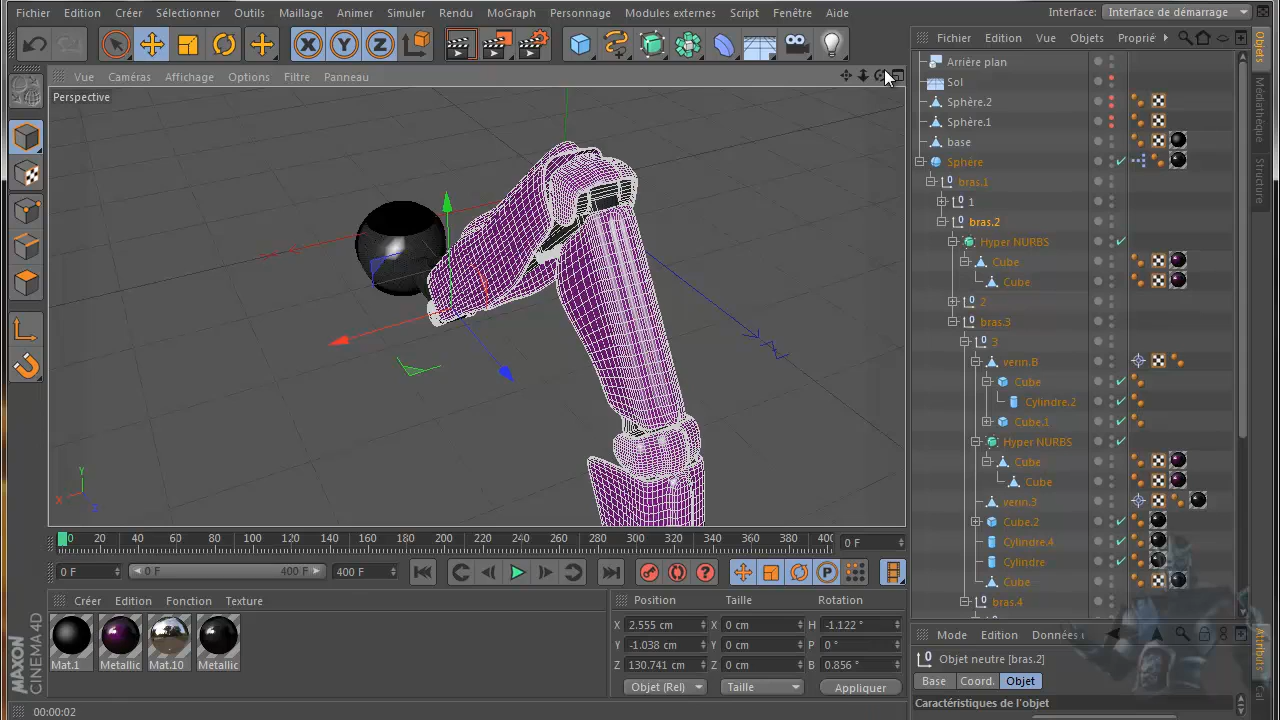 Fichier Edition Créer Sélectionner Outils Maillage Animer Simuler Rendu MoGraph Personnage Modules externes Script Fenêtre Aide Interface: Interface de démarrage
Fichier Edition Vue Objets Proprié
Vue Caméras Affichage Options Filtre Panneau
Perspective
Arrière plan
Sol
Sphère.2
Sphère.1
base
Sphère
bras.1
1
bras.2
Hyper NURBS
Cube
Cube
2
bras.3
3
verin.B
Cube
Cylindre.2
Cube.1
Hyper NURBS
Cube
Cube
verin.3
Cube.2
Cylindre.4
Cylindre
Cube
bras.4
Objets
Médiathèque
Structure
Y
X
Z
0 20 40 60 80 100 120 140 160 180 200 220 240 260 280 300 320 340 360 380 400 0 F
0 F 0 F 400 F 400 F
Créer Edition Fonction Texture
Mat.1 Metallic Mat.10 Metallic
MAXON
CINEMA 4D
Position Taille Rotation
X 2.555 cm X 0 cm H -1.122 °
Y -1.038 cm Y 0 cm P 0 °
Z 130.741 cm Z 0 cm B 0.856 °
Objet (Rel) Taille Appliquer
Mode Edition Données
Objet neutre [bras.2]
Base Coord. Objet
Caractéristiques de l'objet
Attributs
Cal
00:00:02